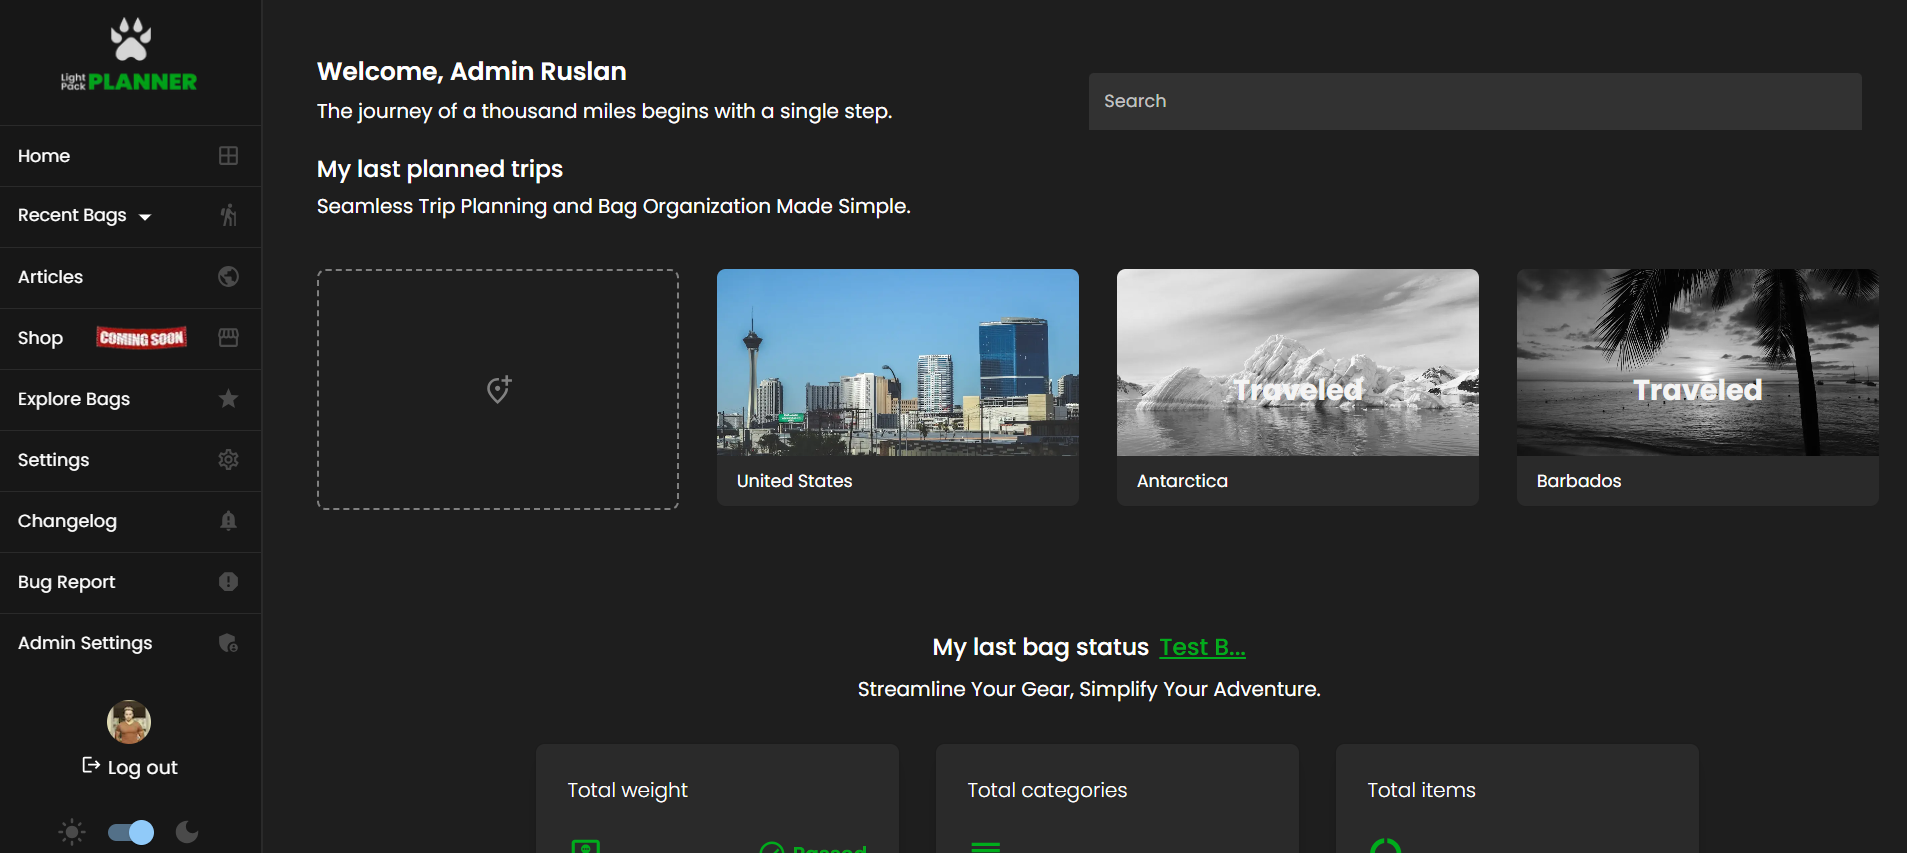 Light Pack PLANNER
Home
Recent Bags
Articles
Shop COMING SOON
Explore Bags
Settings
Changelog
Bug Report
Admin Settings
Log out
Welcome, Admin Ruslan
The journey of a thousand miles begins with a single step.
Search
My last planned trips
Seamless Trip Planning and Bag Organization Made Simple.
United States
Traveled
Antarctica
Traveled
Barbados
My last bag status Test B...
Streamline Your Gear, Simplify Your Adventure.
Total weight
Passed
Total categories
Total items